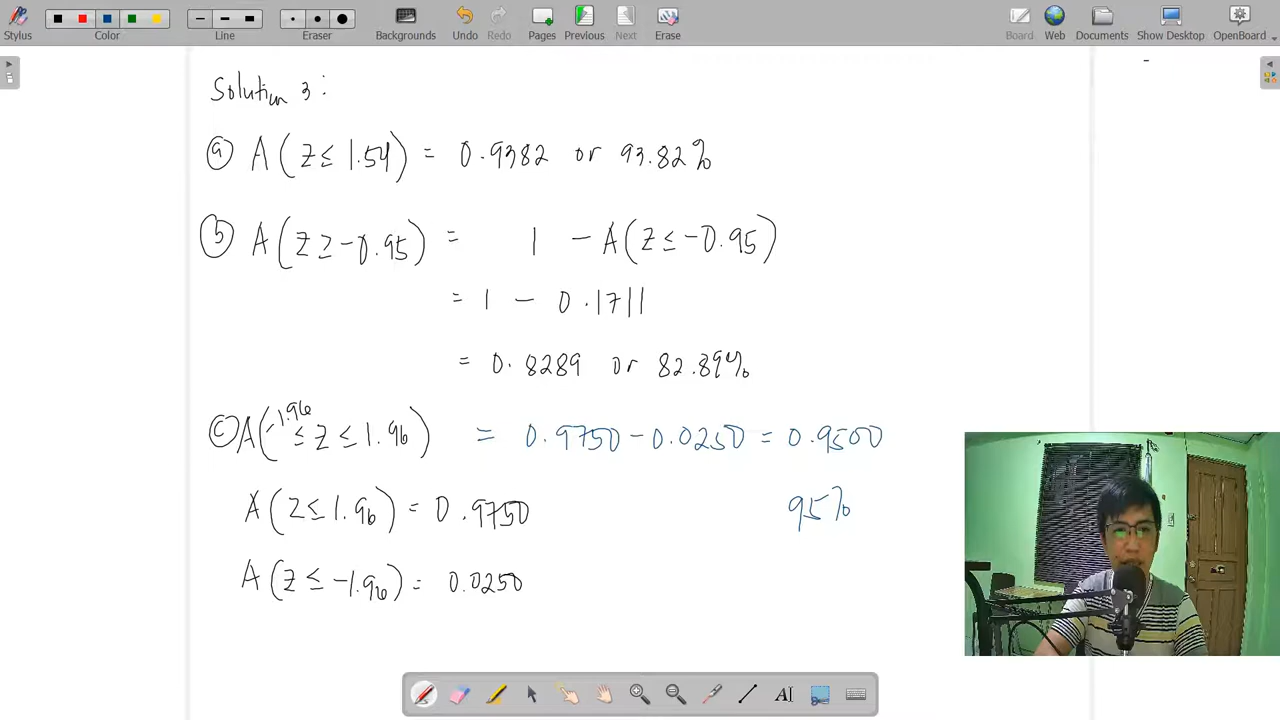 Stylus Color Line Eraser Backgrounds Undo Redo Pages Previous Next Erase Board Web Documents Show Desktop OpenBoard
Solution 3:
ⓐ A(Z ≤ 1.54) = 0.9382 or 93.82%
ⓑ A(Z ≥ -0.95) = 1 - A(Z ≤ -0.95)
= 1 - 0.1711
= 0.8289 or 82.89%
ⓒ A(-1.96 ≤ Z ≤ 1.96) = 0.9750 - 0.0250 = 0.9500
A(Z ≤ 1.96) = 0.9750 95%
A(Z ≤ -1.96) = 0.0250